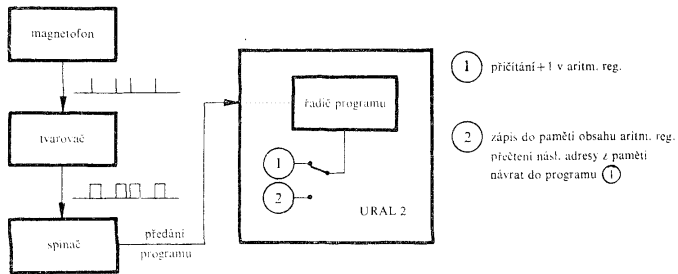 magnetofon
tvarovač
spínač
předání
programu
řadič programu
1
2
URAL 2
1 přičítání + 1 v aritm. reg.
2 zápis do paměti obsahu aritm. reg.
přečtení násl. adresy z paměti
návrat do programu 1